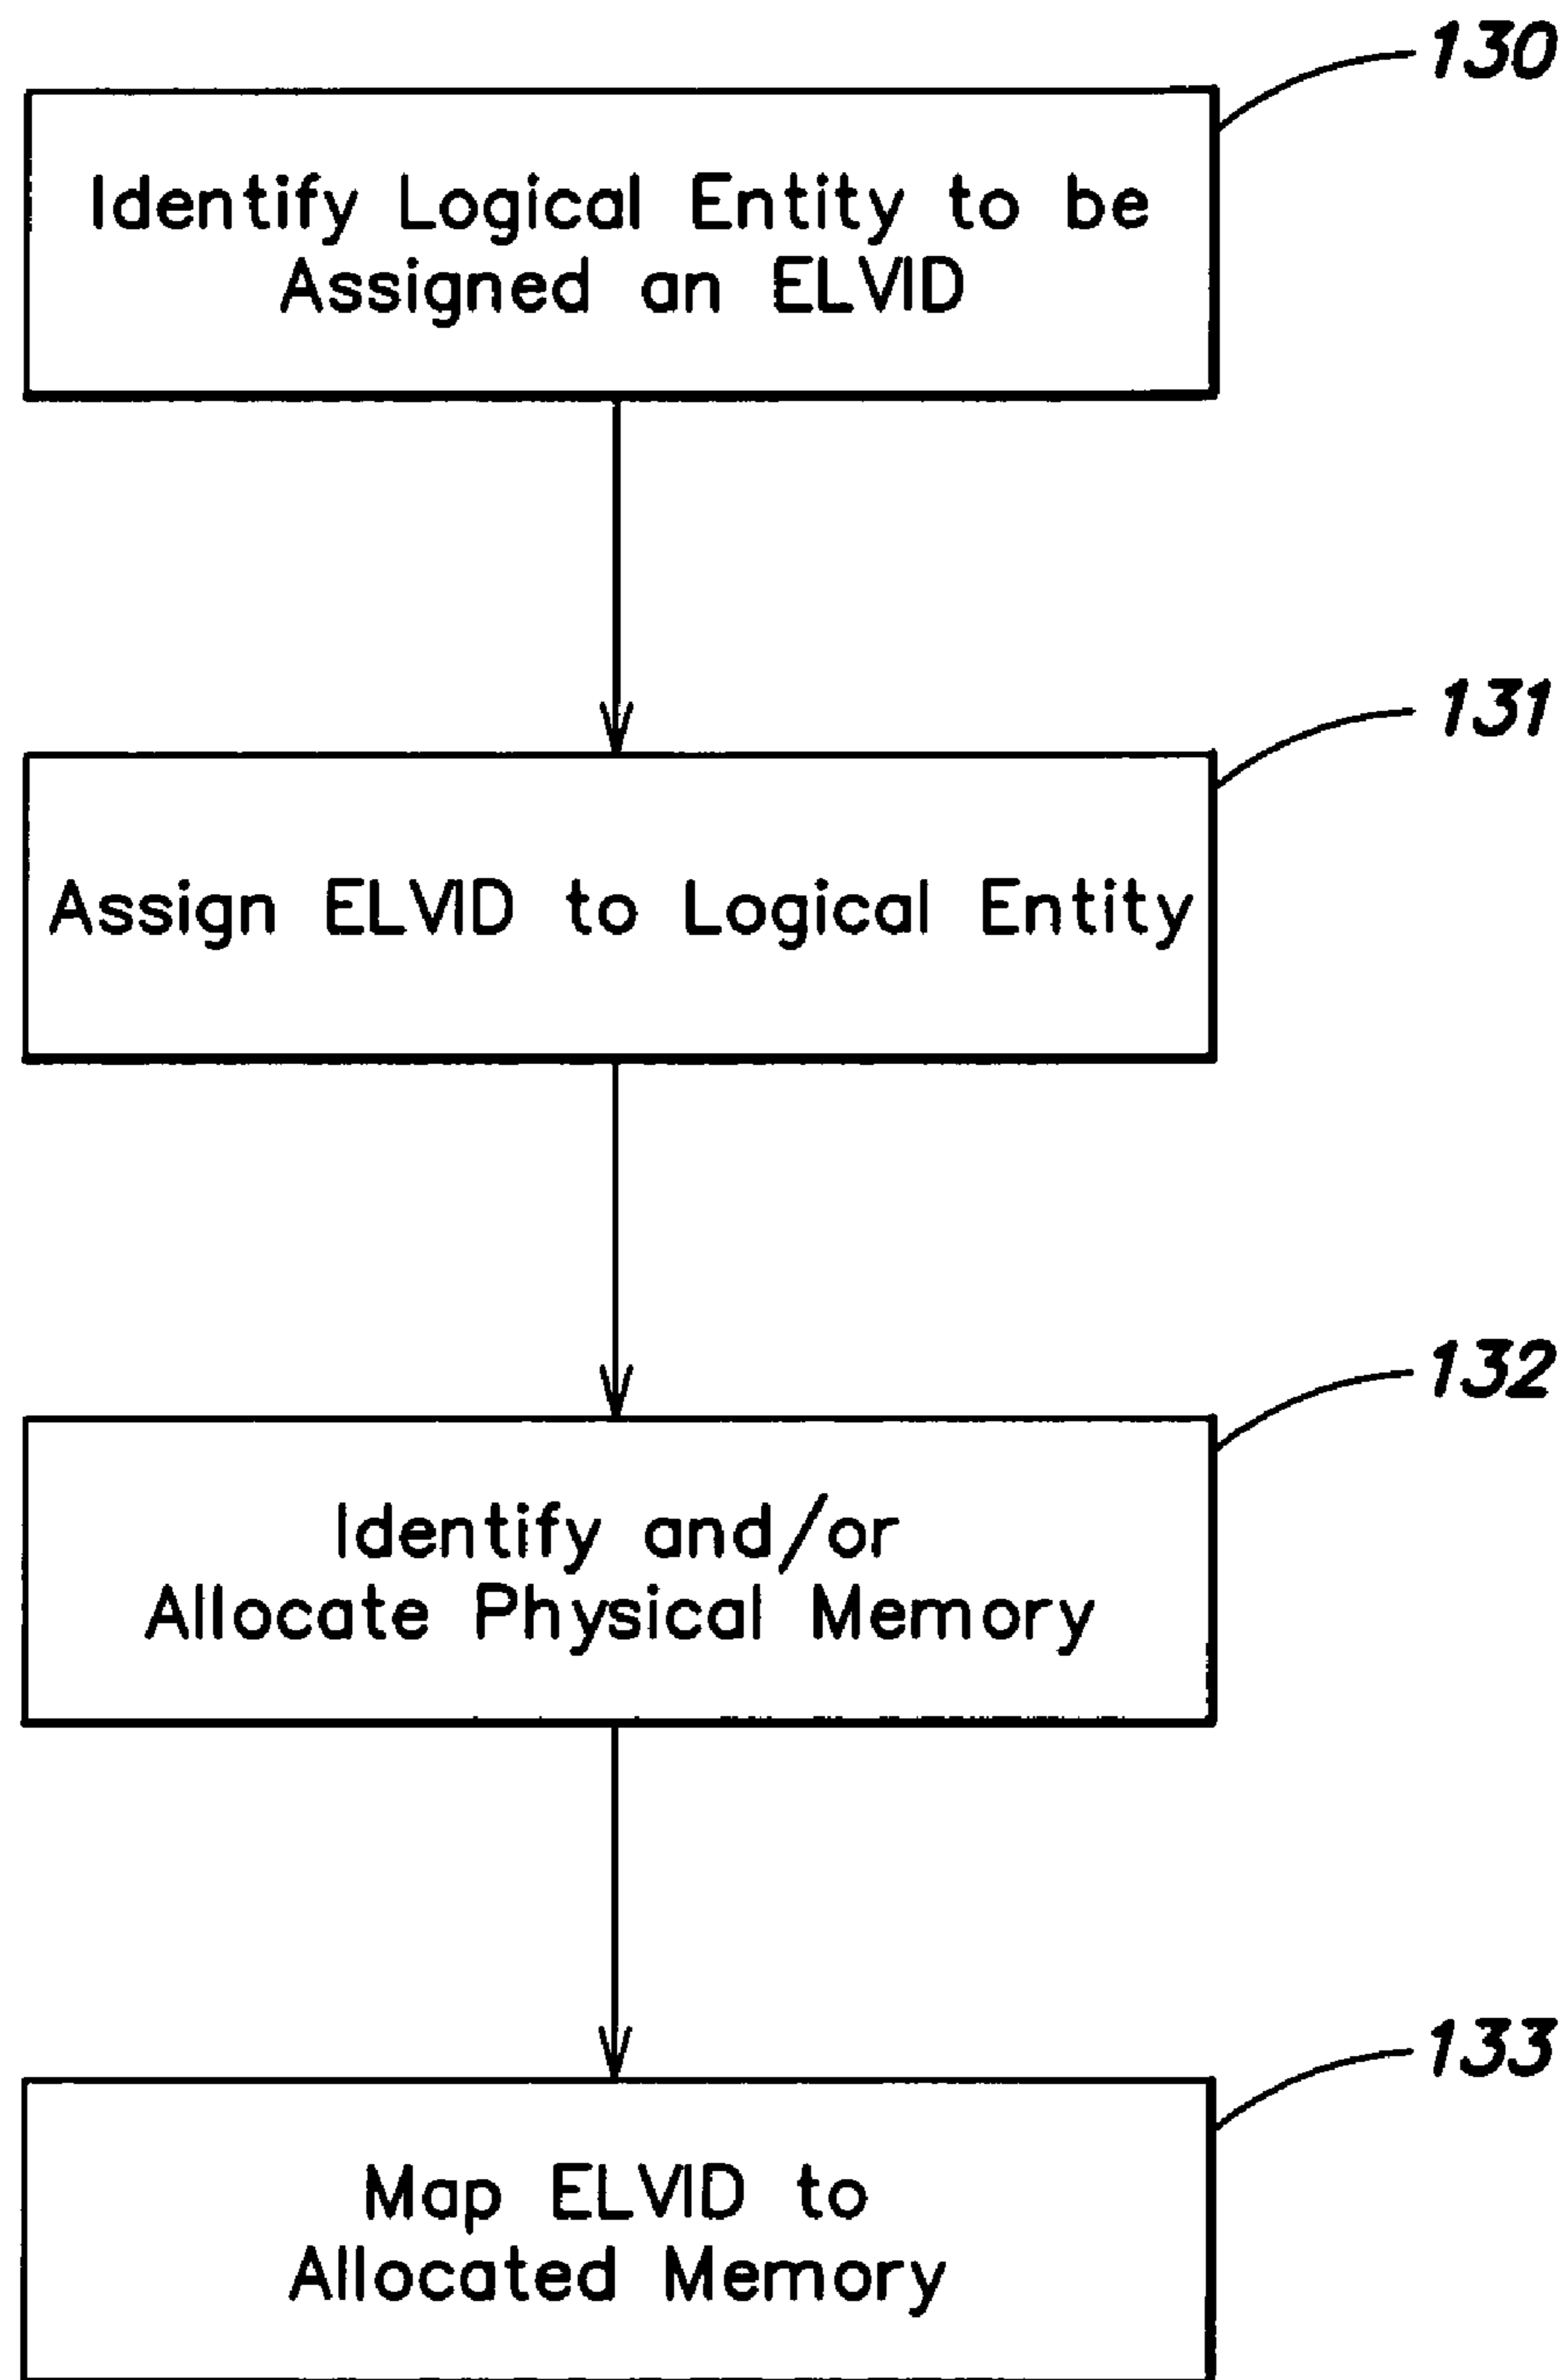 130
Identify Logical Entity to be
Assigned an ELVID
131
Assign ELVID to Logical Entity
132
Identify and/or
Allocate Physical Memory
133
Map ELVID to
Allocated Memory